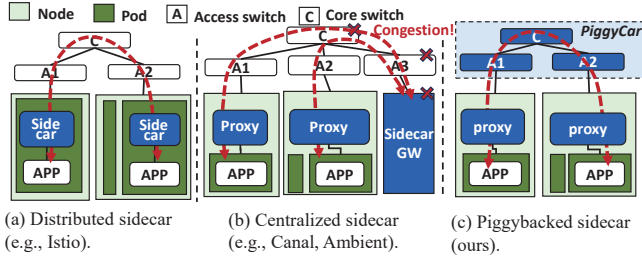 Node Pod A Access switch C Core switch
C
A1 A2
Side car
Side car
APP APP
(a) Distributed sidecar
(e.g., Istio).
C Congestion!
A1 A2 A3
Proxy Proxy
Sidecar
GW
APP APP
(b) Centralized sidecar
(e.g., Canal, Ambient).
PiggyCar
C
A1 A2
proxy proxy
APP APP
(c) Piggybacked sidecar
(ours).